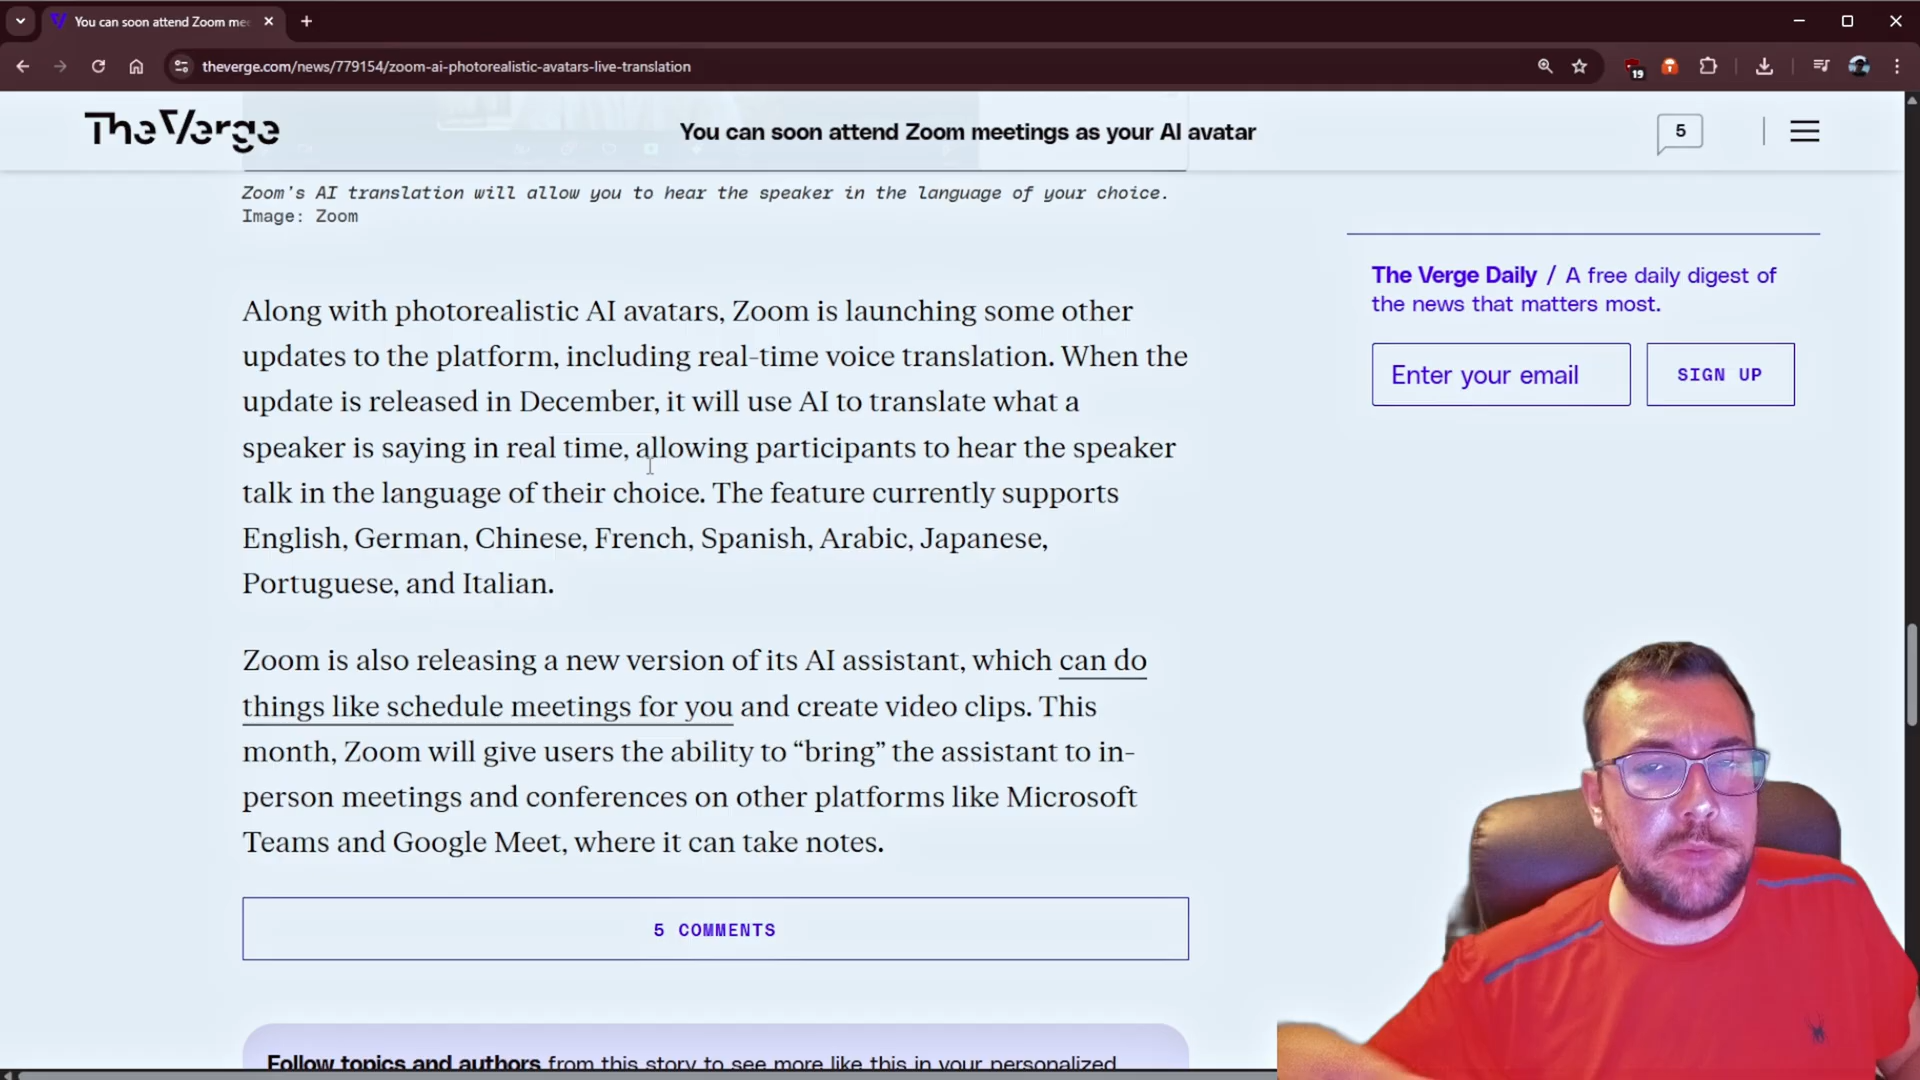 You can soon attend Zoom me
theverge.com/news/779154/zoom-ai-photorealistic-avatars-live-translation
19
The Verge
You can soon attend Zoom meetings as your AI avatar
5
Zoom's AI translation will allow you to hear the speaker in the language of your choice.
Image: Zoom
Along with photorealistic AI avatars, Zoom is launching some other
updates to the platform, including real-time voice translation. When the
update is released in December, it will use AI to translate what a
speaker is saying in real time, allowing participants to hear the speaker
talk in the language of their choice. The feature currently supports
English, German, Chinese, French, Spanish, Arabic, Japanese,
Portuguese, and Italian.
Zoom is also releasing a new version of its AI assistant, which can do
things like schedule meetings for you and create video clips. This
month, Zoom will give users the ability to “bring” the assistant to in-
person meetings and conferences on other platforms like Microsoft
Teams and Google Meet, where it can take notes.
5 COMMENTS
Follow topics and authors from this story to see more like this in your personalized
The Verge Daily / A free daily digest of
the news that matters most.
Enter your email
SIGN UP